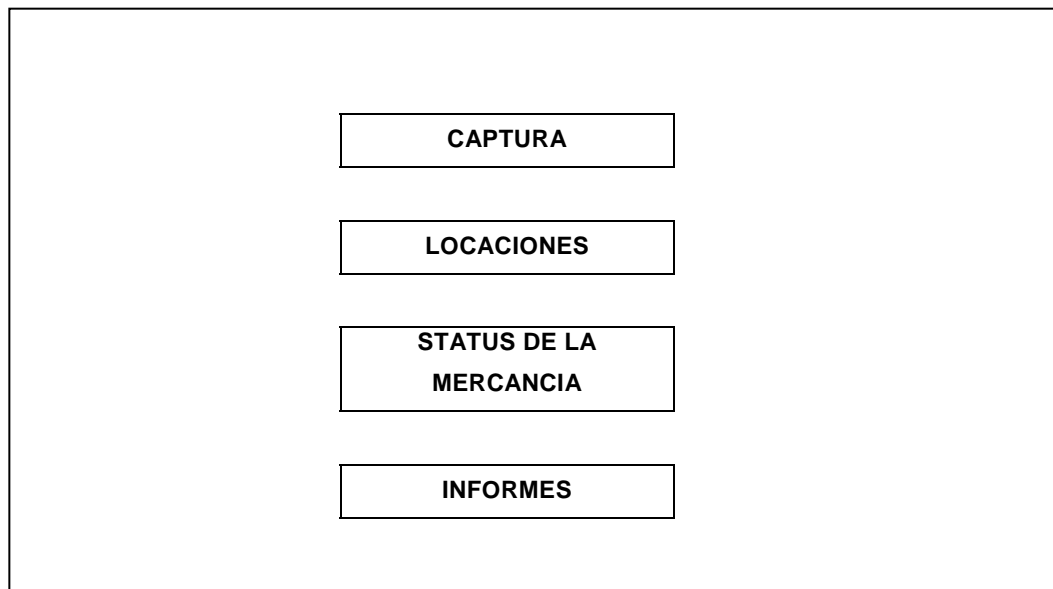 CAPTURA
LOCACIONES
STATUS DE LA
MERCANCIA
INFORMES